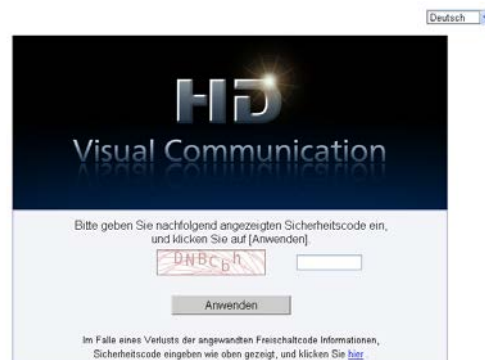 Deutsch
HD
Visual Communication
Bitte geben Sie nachfolgend angezeigten Sicherheitscode ein,
und klicken Sie auf [Anwenden].
DNBCbh
Anwenden
Im Falle eines Verlusts der angewandten Freischaltcode Informationen,
Sicherheitscode eingeben wie oben gezeigt, und klicken Sie hier